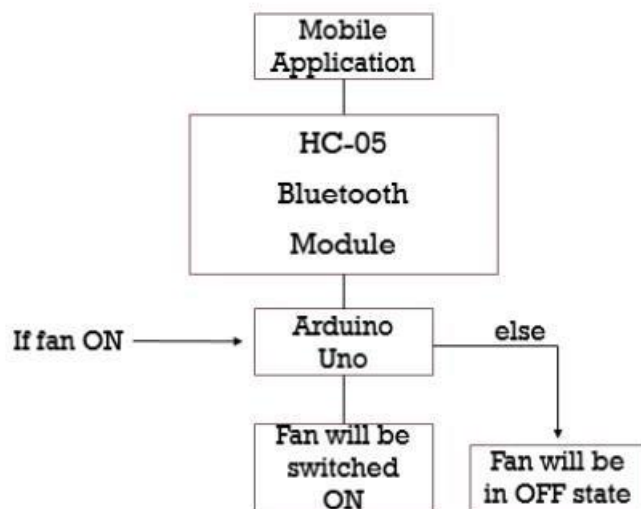 Mobile
Application
HC-05
Bluetooth
Module
If fan ON
Arduino
Uno
else
Fan will be
switched
ON
Fan will be
in OFF state